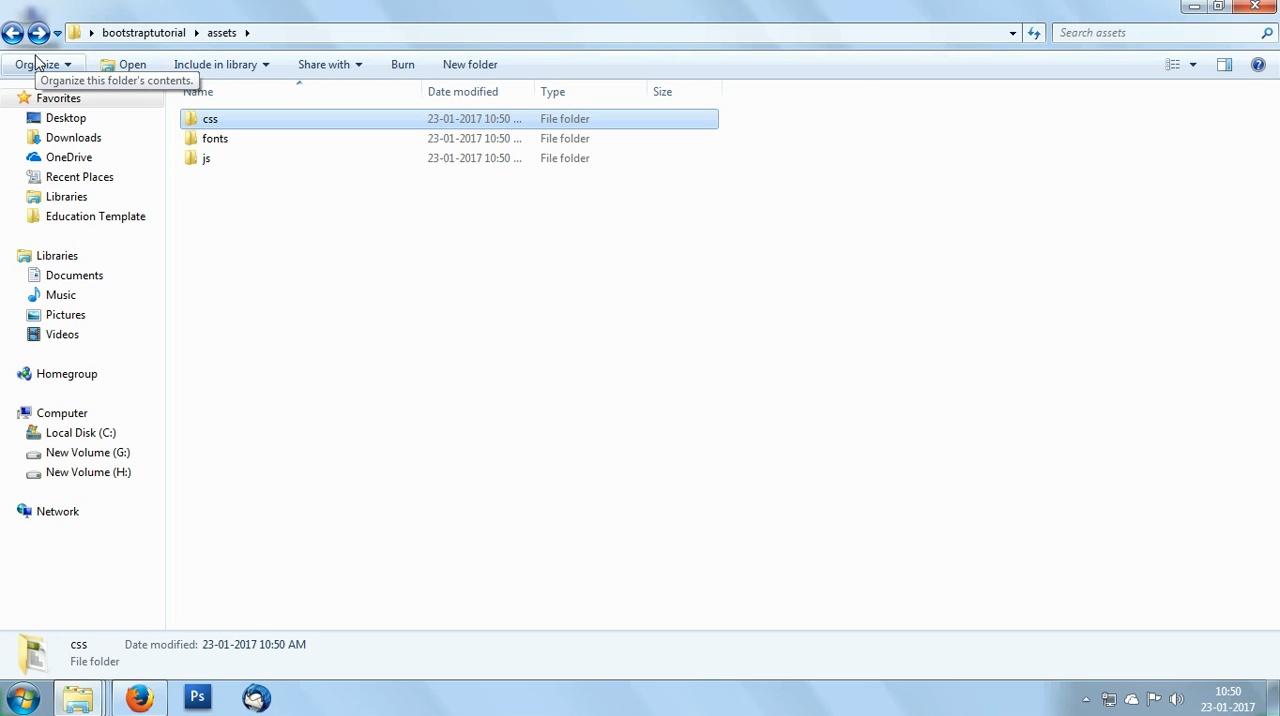 bootstraptutorial assets
Search assets
Organize Open Include in library Share with Burn New folder
Organize this folder's contents.
Name Date modified Type Size
Favorites
Desktop
Downloads
OneDrive
Recent Places
Libraries
Education Template
Libraries
Documents
Music
Pictures
Videos
Homegroup
Computer
Local Disk (C:)
New Volume (G:)
New Volume (H:)
Network
css 23-01-2017 10:50 ... File folder
fonts 23-01-2017 10:50 ... File folder
js 23-01-2017 10:50 ... File folder
css Date modified: 23-01-2017 10:50 AM
File folder
Ps
10:50
23-01-2017